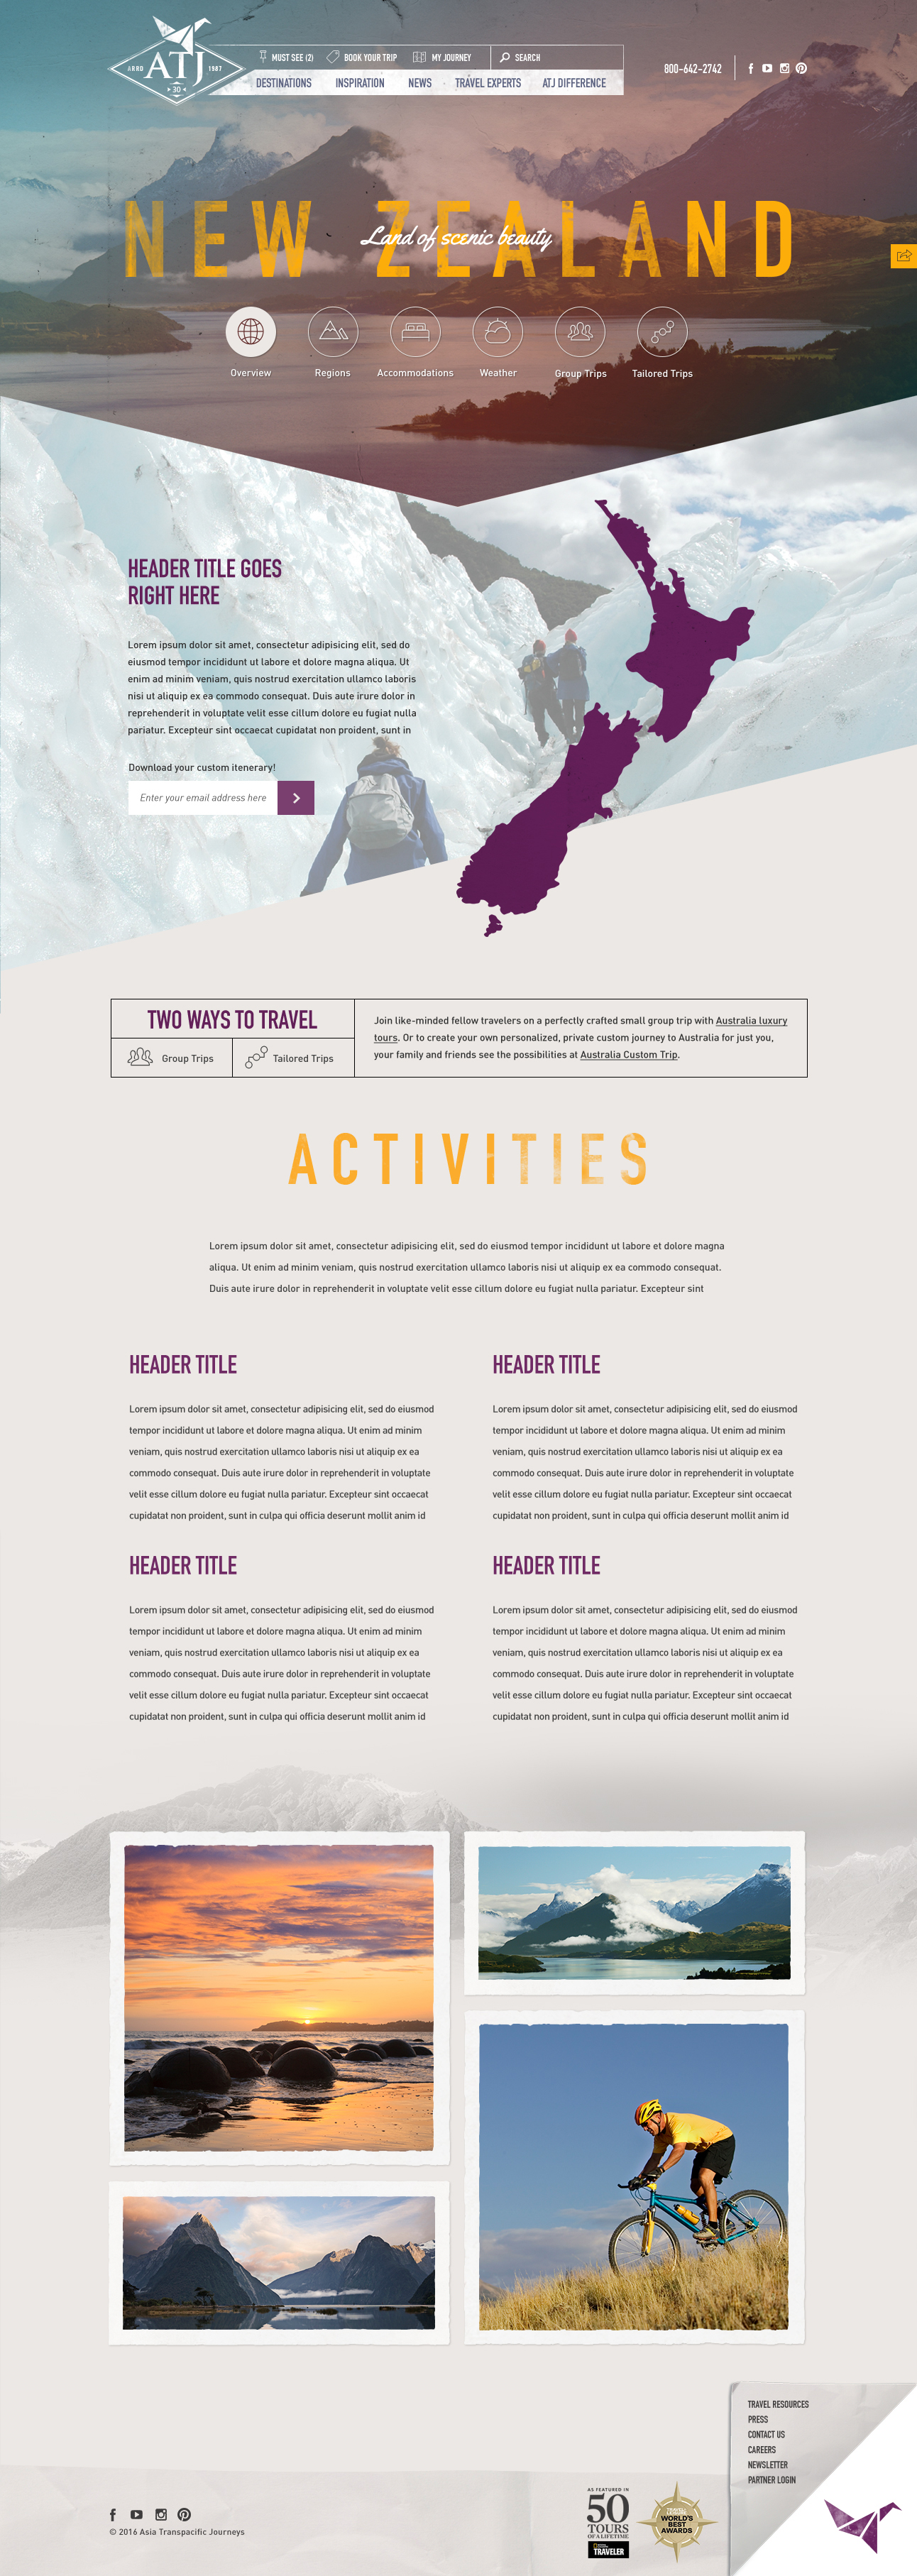 ARND ATJ 1987
30
MUST SEE (2) BOOK YOUR TRIP MY JOURNEY SEARCH
DESTINATIONS INSPIRATION NEWS TRAVEL EXPERTS ATJ DIFFERENCE
800-642-2742
NEW ZEALAND
Land of scenic beauty
Overview Regions Accommodations Weather Group Trips Tailored Trips
HEADER TITLE GOES
RIGHT HERE
Lorem ipsum dolor sit amet, consectetur adipisicing elit, sed do
eiusmod tempor incididunt ut labore et dolore magna aliqua. Ut
enim ad minim veniam, quis nostrud exercitation ullamco laboris
nisi ut aliquip ex ea commodo consequat. Duis aute irure dolor in
reprehenderit in voluptate velit esse cillum dolore eu fugiat nulla
pariatur. Excepteur sint occaecat cupidatat non proident, sunt in
Download your custom itenerary!
Enter your email address here
TWO WAYS TO TRAVEL
Group Trips Tailored Trips
Join like-minded fellow travelers on a perfectly crafted small group trip with Australia luxury
tours. Or to create your own personalized, private custom journey to Australia for just you,
your family and friends see the possibilities at Australia Custom Trip.
ACTIVITIES
Lorem ipsum dolor sit amet, consectetur adipisicing elit, sed do eiusmod tempor incididunt ut labore et dolore magna
aliqua. Ut enim ad minim veniam, quis nostrud exercitation ullamco laboris nisi ut aliquip ex ea commodo consequat.
Duis aute irure dolor in reprehenderit in voluptate velit esse cillum dolore eu fugiat nulla pariatur. Excepteur sint
HEADER TITLE
Lorem ipsum dolor sit amet, consectetur adipisicing elit, sed do eiusmod
tempor incididunt ut labore et dolore magna aliqua. Ut enim ad minim
veniam, quis nostrud exercitation ullamco laboris nisi ut aliquip ex ea
commodo consequat. Duis aute irure dolor in reprehenderit in voluptate
velit esse cillum dolore eu fugiat nulla pariatur. Excepteur sint occaecat
cupidatat non proident, sunt in culpa qui officia deserunt mollit anim id
HEADER TITLE
Lorem ipsum dolor sit amet, consectetur adipisicing elit, sed do eiusmod
tempor incididunt ut labore et dolore magna aliqua. Ut enim ad minim
veniam, quis nostrud exercitation ullamco laboris nisi ut aliquip ex ea
commodo consequat. Duis aute irure dolor in reprehenderit in voluptate
velit esse cillum dolore eu fugiat nulla pariatur. Excepteur sint occaecat
cupidatat non proident, sunt in culpa qui officia deserunt mollit anim id
HEADER TITLE
Lorem ipsum dolor sit amet, consectetur adipisicing elit, sed do eiusmod
tempor incididunt ut labore et dolore magna aliqua. Ut enim ad minim
veniam, quis nostrud exercitation ullamco laboris nisi ut aliquip ex ea
commodo consequat. Duis aute irure dolor in reprehenderit in voluptate
velit esse cillum dolore eu fugiat nulla pariatur. Excepteur sint occaecat
cupidatat non proident, sunt in culpa qui officia deserunt mollit anim id
HEADER TITLE
Lorem ipsum dolor sit amet, consectetur adipisicing elit, sed do eiusmod
tempor incididunt ut labore et dolore magna aliqua. Ut enim ad minim
veniam, quis nostrud exercitation ullamco laboris nisi ut aliquip ex ea
commodo consequat. Duis aute irure dolor in reprehenderit in voluptate
velit esse cillum dolore eu fugiat nulla pariatur. Excepteur sint occaecat
cupidatat non proident, sunt in culpa qui officia deserunt mollit anim id
TRAVEL RESOURCES
PRESS
CONTACT US
CAREERS
NEWSLETTER
PARTNER LOGIN
© 2016 Asia Transpacific Journeys
AS FEATURED IN
50
TOURS
OF A LIFETIME
TRAVELER
WORLD'S
BEST
AWARDS